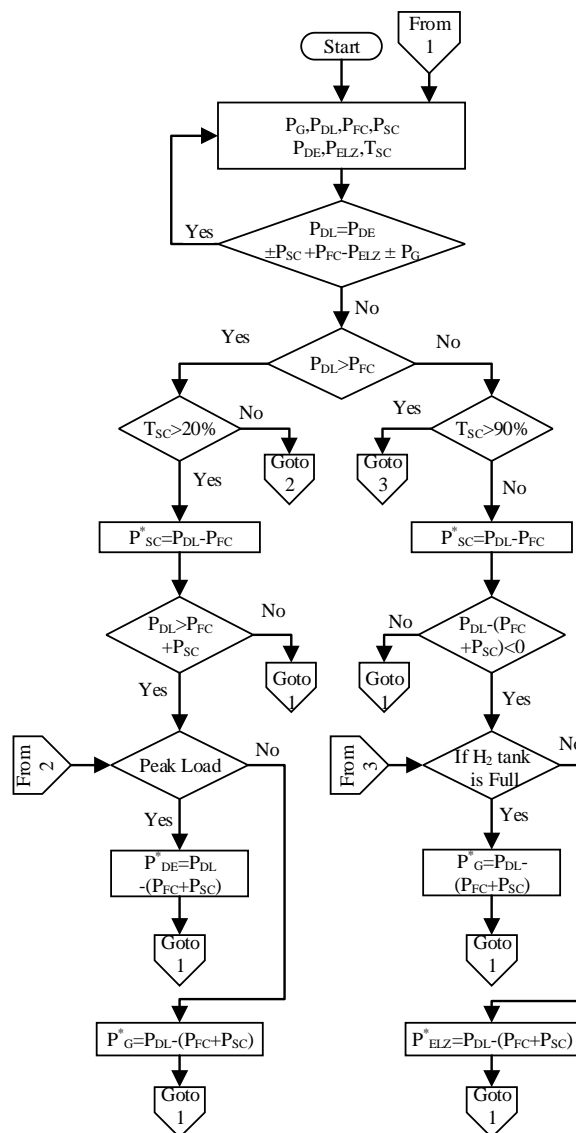 From
1
Start
P_G,P_DL,P_FC,P_SC
P_DE,P_ELZ,T_SC
Yes
P_DL=P_DE
±P_SC+P_FC-P_ELZ ± P_G
No
Yes
No
P_DL>P_FC
No
Yes
T_SC>20%
T_SC>90%
Goto
2
Goto
3
Yes
No
P*_SC=P_DL-P_FC
P*_SC=P_DL-P_FC
No
No
P_DL>P_FC
+P_SC
P_DL-(P_FC
+P_SC)<0
Goto
1
Goto
1
Yes
Yes
From
2
Peak Load
No
From
3
If H₂ tank
is Full
No
Yes
Yes
P*_DE=P_DL
-(P_FC+P_SC)
P*_G=P_DL-
(P_FC+P_SC)
Goto
1
Goto
1
P*_G=P_DL-(P_FC+P_SC)
P*_ELZ=P_DL-(P_FC+P_SC)
Goto
1
Goto
1